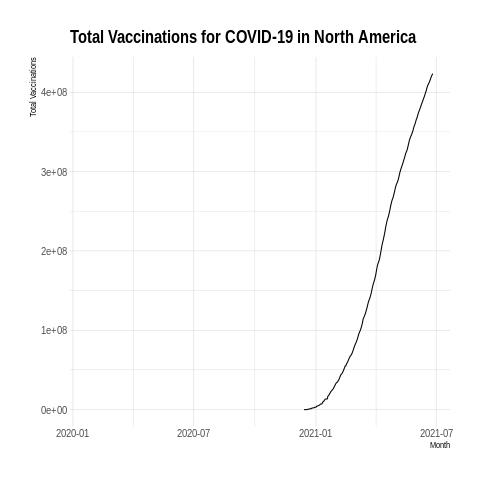 Total Vaccinations for COVID-19 in North America
Total Vaccinations
4e+08
3e+08
2e+08
1e+08
0e+00
2020-01 2020-07 2021-01 2021-07
Month